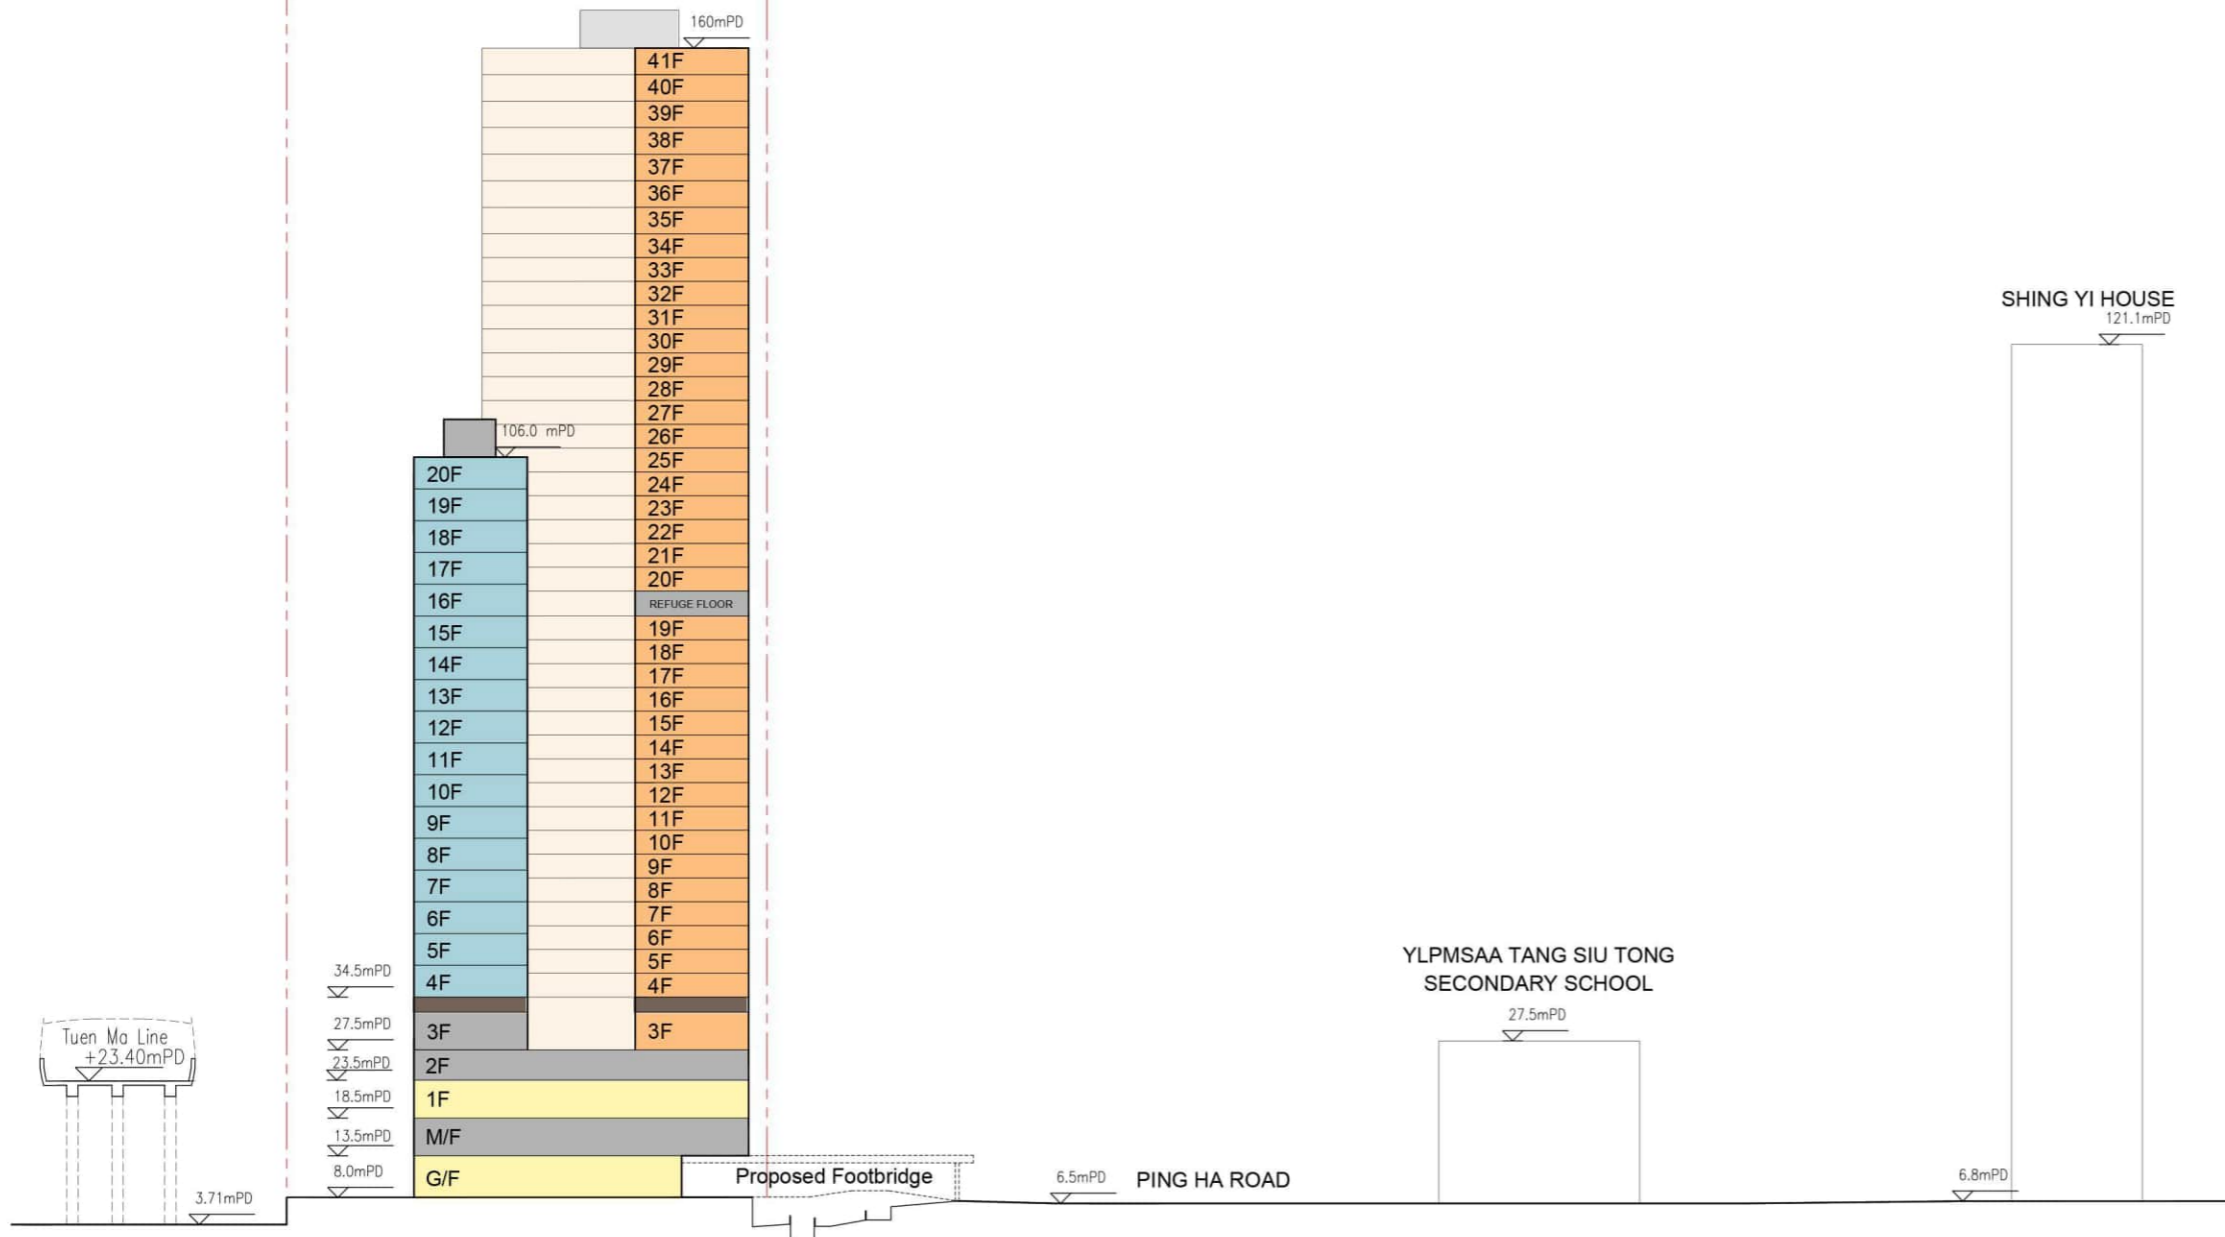 160mPD
41F
40F
39F
38F
37F
36F
35F
34F
33F
32F
31F
30F
29F
28F
27F
26F
25F
24F
23F
22F
21F
20F
REFUGE FLOOR
19F
18F
17F
16F
15F
14F
13F
12F
11F
10F
9F
8F
7F
6F
5F
4F
3F
106.0 mPD
20F
19F
18F
17F
16F
15F
14F
13F
12F
11F
10F
9F
8F
7F
6F
5F
4F
3F
2F
1F
M/F
G/F
34.5mPD
27.5mPD
23.5mPD
18.5mPD
13.5mPD
8.0mPD
Tuen Ma Line
+23.40mPD
3.71mPD
Proposed Footbridge
6.5mPD
PING HA ROAD
YLPMSAA TANG SIU TONG
SECONDARY SCHOOL
27.5mPD
SHING YI HOUSE
121.1mPD
6.8mPD